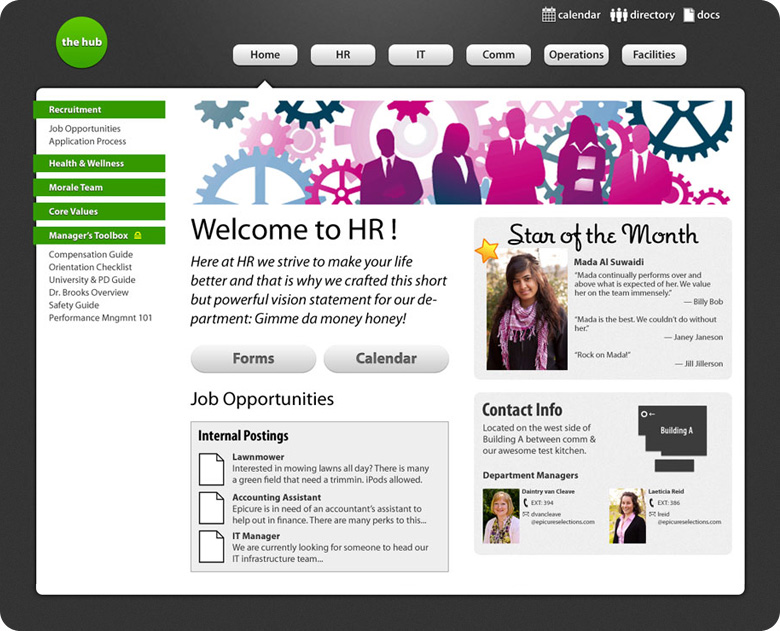 calendar directory docs
the hub
Home HR IT Comm Operations Facilities
Recruitment
Job Opportunities
Application Process
Health & Wellness
Morale Team
Core Values
Manager's Toolbox
Compensation Guide
Orientation Checklist
University & PD Guide
Dr. Brooks Overview
Safety Guide
Performance Mngmnt 101
Welcome to HR !
Here at HR we strive to make your life
better and that is why we crafted this short
but powerful vision statement for our de-
partment: Gimme da money honey!
Forms Calendar
Job Opportunities
Internal Postings
Lawnmower
Interested in mowing lawns all day? There is many
a green field that need a trimmin. iPods allowed.
Accounting Assistant
Epicure is in need of an accountant's assistant to
help out in finance. There are many perks to this...
IT Manager
We are currently looking for someone to head our
IT infrastructure team...
Star of the Month
Mada Al Suwaidi
"Mada continually performs over and
above what is expected of her. We value
her on the team immensely."
— Billy Bob
"Mada is the best. We couldn't do without
her."
— Janey Janeson
"Rock on Mada!"
— Jill Jillerson
Contact Info
Located on the west side of
Building A between comm &
our awesome test kitchen.
Building A
Department Managers
Daintry van Cleave
EXT: 394
dvancleave
@epicureselections.com
Laeticia Reid
EXT: 386
lreid
@epicureselections.com